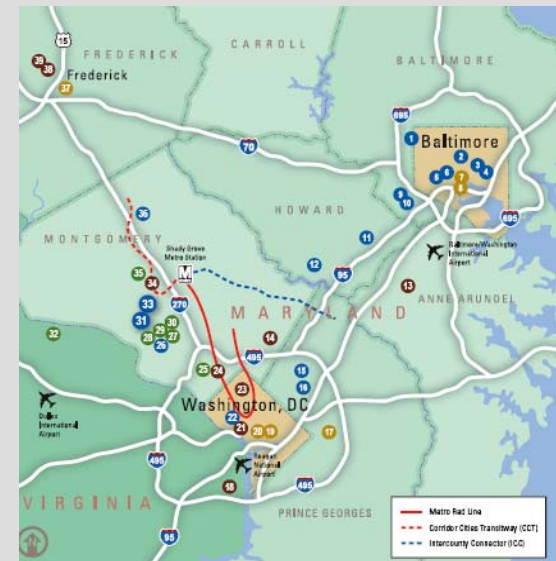 15
FREDERICK
CARROLL
BALTIMORE
39
38
Frederick
37
695
1
Baltimore
2
3
4
5
6
7
8
70
9
10
HOWARD
36
11
695
MONTGOMERY
Shady Grove
Metro Station
M
12
95
Baltimore/Washington
International
Airport
35
34
270
13
ANNE ARUNDEL
33
31
MARYLAND
32
30
29
28
27
26
14
495
25
24
15
16
23
Washington, DC
22
21
20
19
17
Dulles
International
Airport
Reagan
National
Airport
495
18
495
VIRGINIA
PRINCE GEORGES
95
Metro Red Line
Corridor Cities Transitway (CCT)
Intercounty Connector (ICC)